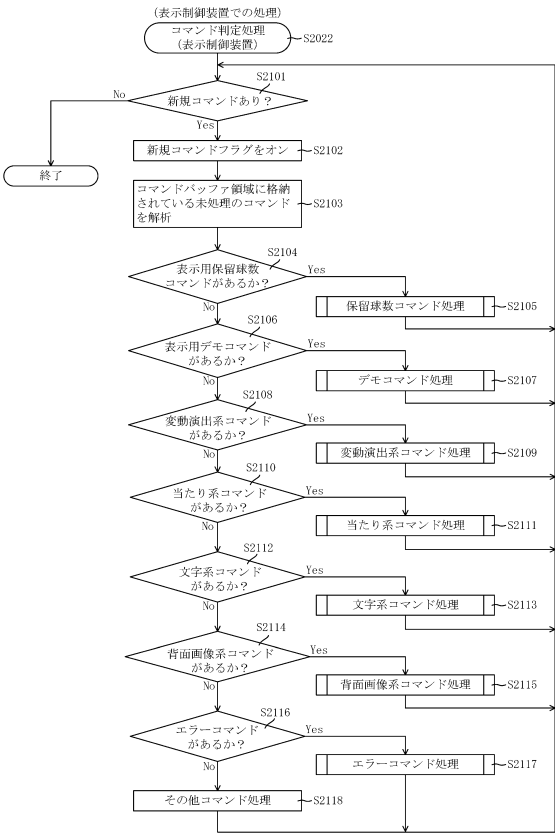 (表示制御装置での処理)
コマンド判定処理
(表示制御装置)
S2022
S2101
新規コマンドあり？
No
Yes
終了
新規コマンドフラグをオン
S2102
コマンドバッファ領域に格納
されている未処理のコマンド
を解析
S2103
S2104
表示用保留球数
コマンドがあるか？
Yes
No
保留球数コマンド処理
S2105
S2106
表示用デモコマンド
があるか？
Yes
No
デモコマンド処理
S2107
S2108
変動演出系コマンド
があるか？
Yes
No
変動演出系コマンド処理
S2109
S2110
当たり系コマンド
があるか？
Yes
No
当たり系コマンド処理
S2111
S2112
文字系コマンド
があるか？
Yes
No
文字系コマンド処理
S2113
S2114
背面画像系コマンド
があるか？
Yes
No
背面画像系コマンド処理
S2115
S2116
エラーコマンド
があるか？
Yes
No
エラーコマンド処理
S2117
その他コマンド処理
S2118